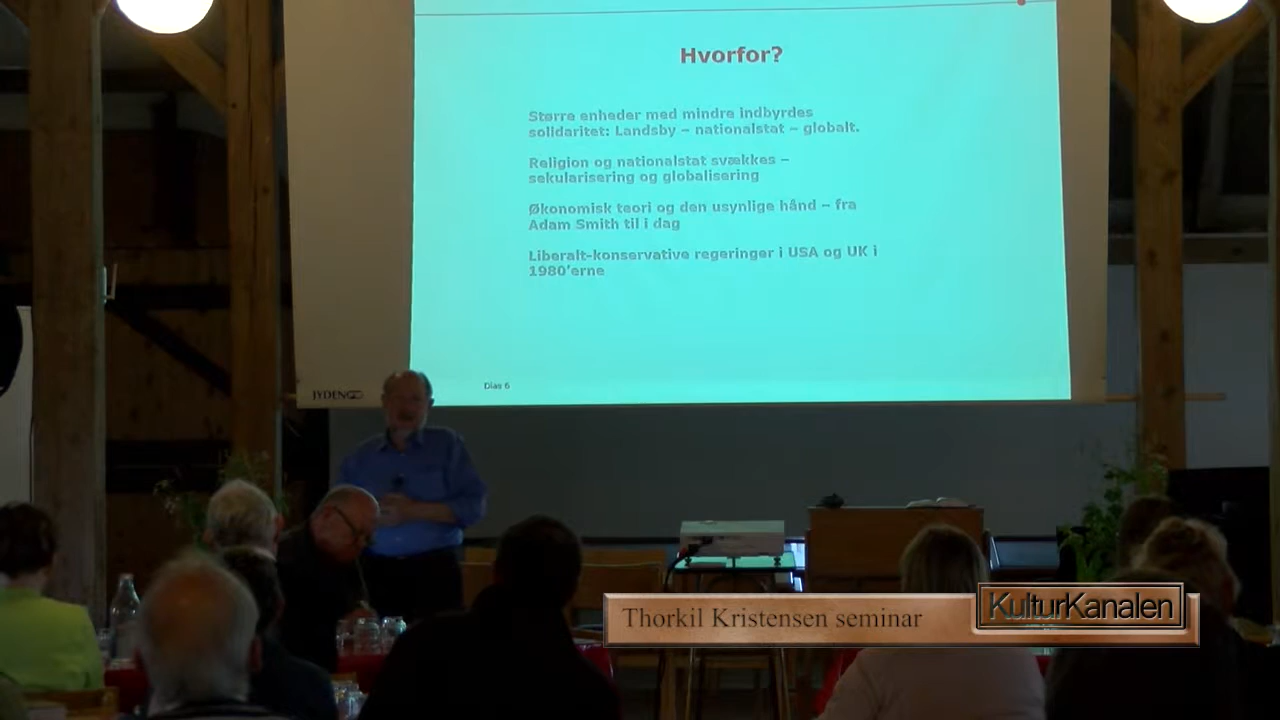 Hvorfor?
Større enheder med mindre indbyrdes
solidaritet: Landsby – nationalstat – globalt.
Religion og nationalstat svækkes –
sekularisering og globalisering
Økonomisk teori og den usynlige hånd – fra
Adam Smith til i dag
Liberalt-konservative regeringer i USA og UK i
1980'erne
Dias 6
JYDEN
Thorkil Kristensen seminar
KulturKanalen